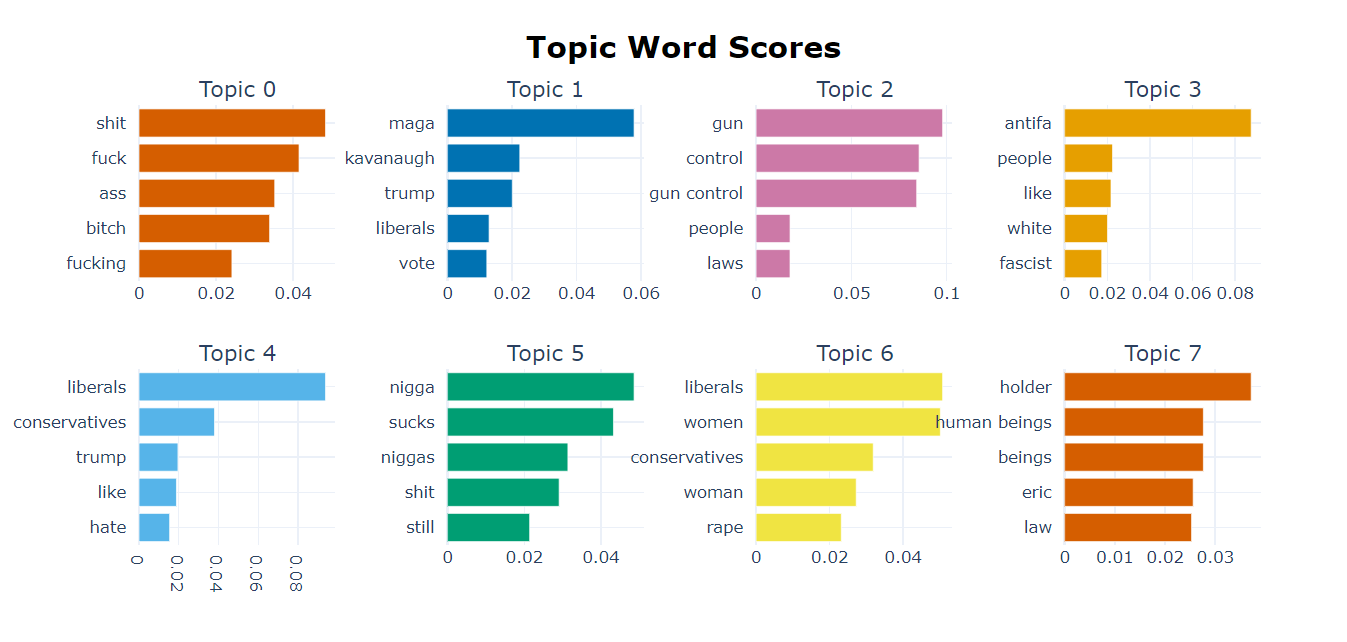 Topic Word Scores
Topic 0
shit
fuck
ass
bitch
fucking
0 0.02 0.04
Topic 1
maga
kavanaugh
trump
liberals
vote
0 0.02 0.04 0.06
Topic 2
gun
control
gun control
people
laws
0 0.05 0.1
Topic 3
antifa
people
like
white
fascist
0 0.02 0.04 0.06 0.08
Topic 4
liberals
conservatives
trump
like
hate
0 0.02 0.04 0.06 0.08
Topic 5
nigga
sucks
niggas
shit
still
0 0.02 0.04
Topic 6
liberals
women
conservatives
woman
rape
0 0.02 0.04
Topic 7
holder
human beings
beings
eric
law
0 0.01 0.02 0.03